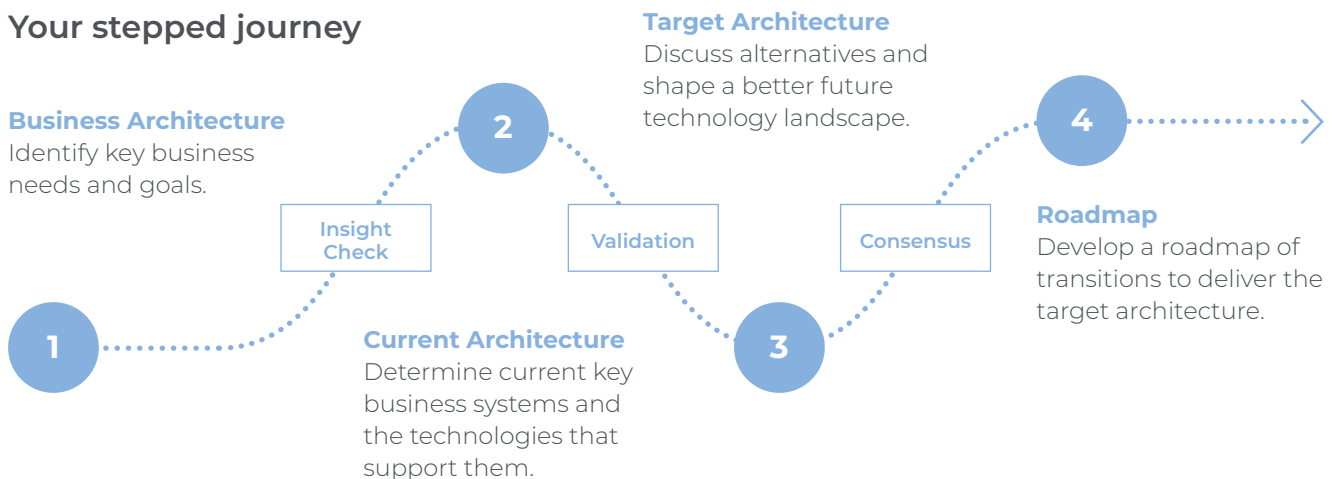 Your stepped journey
1
Business Architecture
Identify key business
needs and goals.
Insight
Check
2
Current Architecture
Determine current key
business systems and
the technologies that
support them.
Validation
3
Target Architecture
Discuss alternatives and
shape a better future
technology landscape.
Consensus
4
Roadmap
Develop a roadmap of
transitions to deliver the
target architecture.